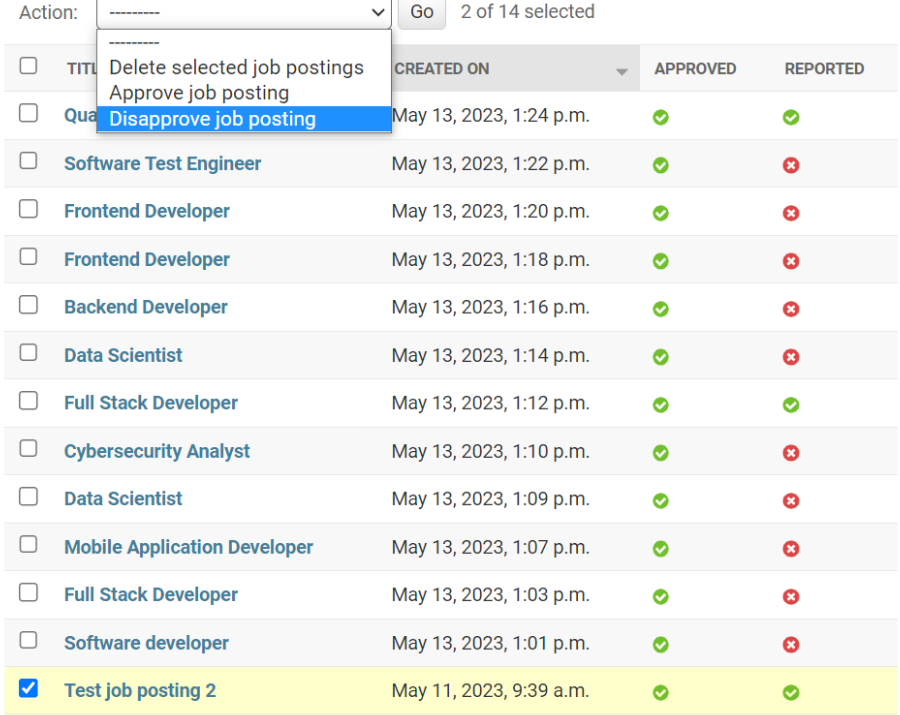 Action: --------- Go 2 of 14 selected
---------
Delete selected job postings
Approve job posting
Disapprove job posting
CREATED ON APPROVED REPORTED
May 13, 2023, 1:24 p.m.
Software Test Engineer May 13, 2023, 1:22 p.m.
Frontend Developer May 13, 2023, 1:20 p.m.
Frontend Developer May 13, 2023, 1:18 p.m.
Backend Developer May 13, 2023, 1:16 p.m.
Data Scientist May 13, 2023, 1:14 p.m.
Full Stack Developer May 13, 2023, 1:12 p.m.
Cybersecurity Analyst May 13, 2023, 1:10 p.m.
Data Scientist May 13, 2023, 1:09 p.m.
Mobile Application Developer May 13, 2023, 1:07 p.m.
Full Stack Developer May 13, 2023, 1:03 p.m.
Software developer May 13, 2023, 1:01 p.m.
Test job posting 2 May 11, 2023, 9:39 a.m.